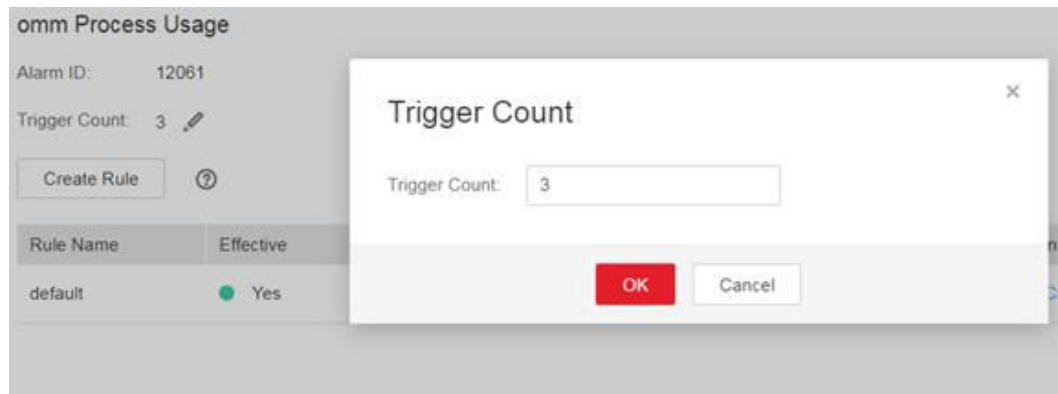 omm Process Usage
Alarm ID: 12061
Trigger Count: 3
Create Rule
Rule Name Effective
default Yes
Trigger Count
Trigger Count: 3
OK Cancel